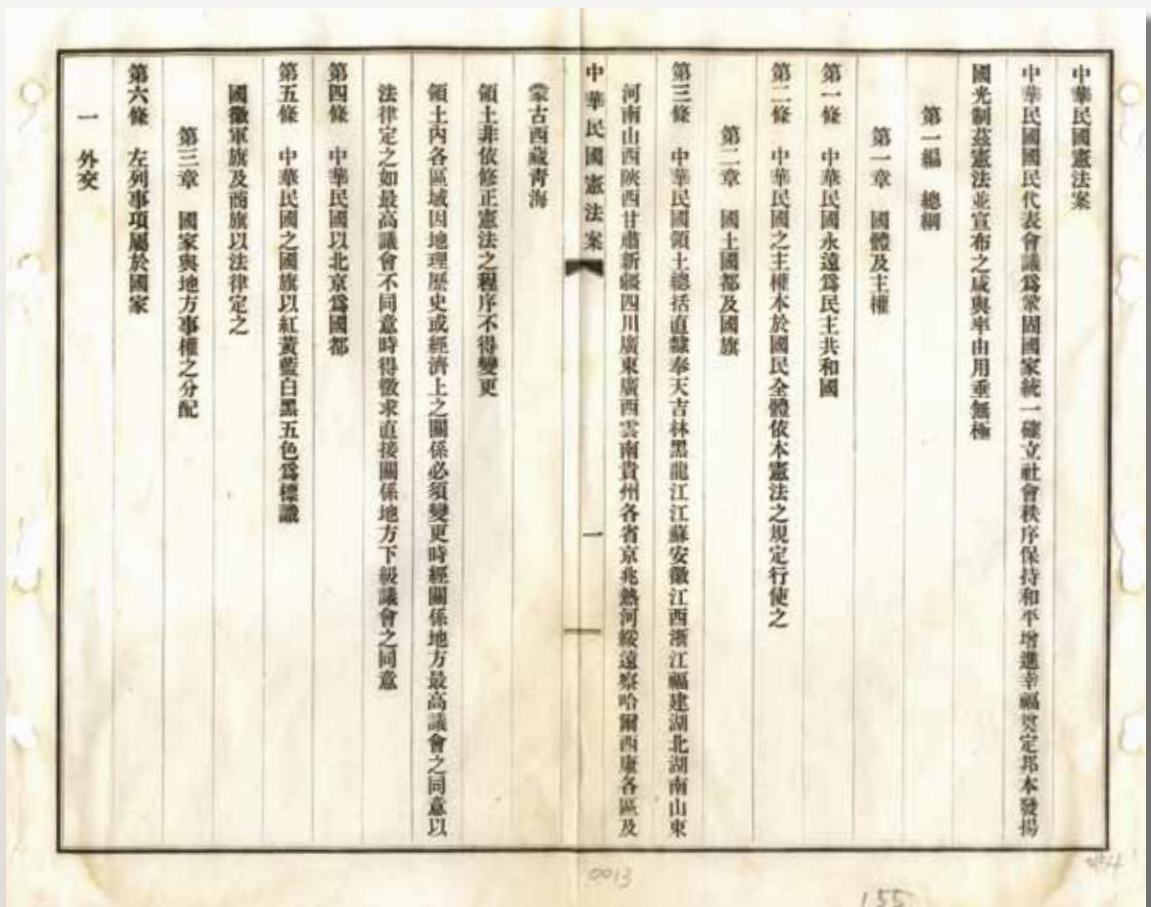 中華民國憲法案
中華民國國民代表會議爲鞏固國家統一確立社會秩序保持和平增進幸福奠定邦本發揚
國光制茲憲法並宣布之咸與率由用垂無極
第一編　總綱
第一章　國體及主權
第一條　中華民國永遠爲民主共和國
第二條　中華民國之主權本於國民全體依本憲法之規定行使之
第二章　國土國都及國旗
第三條　中華民國領土總括直隸奉天吉林黑龍江江蘇安徽江西浙江福建湖北湖南山東
河南山西陝西甘肅新疆四川廣東廣西雲南貴州各省京兆熱河綏遠察哈爾西康各區及
中華民國憲法案
一
蒙古西藏青海
領土非依修正憲法之程序不得變更
領土內各區域因地理歷史或經濟上之關係必須變更時經關係地方最高議會之同意以
法律定之如最高議會不同意時得徵求直接關係地方下級議會之同意
第四條　中華民國以北京爲國都
第五條　中華民國之國旗以紅黃藍白黑五色爲標識
國徽軍旗及商旗以法律定之
第三章　國家與地方事權之分配
第六條　左列事項屬於國家
一　外交
0013
155